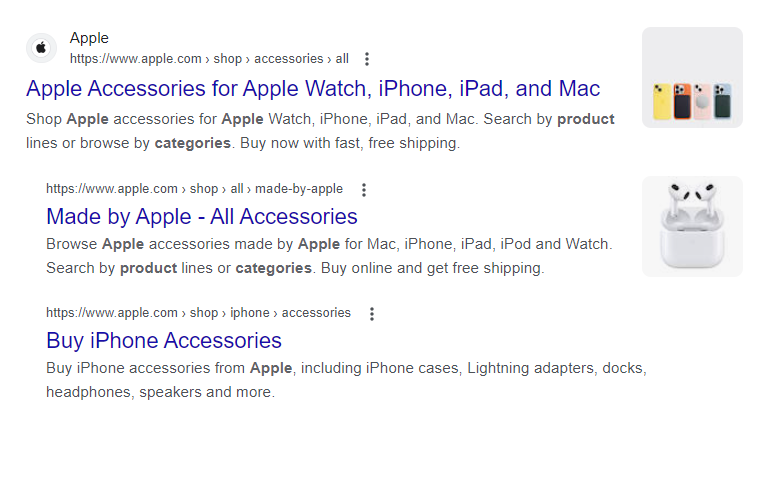 Apple
https://www.apple.com › shop › accessories › all
Apple Accessories for Apple Watch, iPhone, iPad, and Mac
Shop Apple accessories for Apple Watch, iPhone, iPad, and Mac. Search by product
lines or browse by categories. Buy now with fast, free shipping.
https://www.apple.com › shop › all › made-by-apple
Made by Apple - All Accessories
Browse Apple accessories made by Apple for Mac, iPhone, iPad, iPod and Watch.
Search by product lines or categories. Buy online and get free shipping.
https://www.apple.com › shop › iphone › accessories
Buy iPhone Accessories
Buy iPhone accessories from Apple, including iPhone cases, Lightning adapters, docks,
headphones, speakers and more.